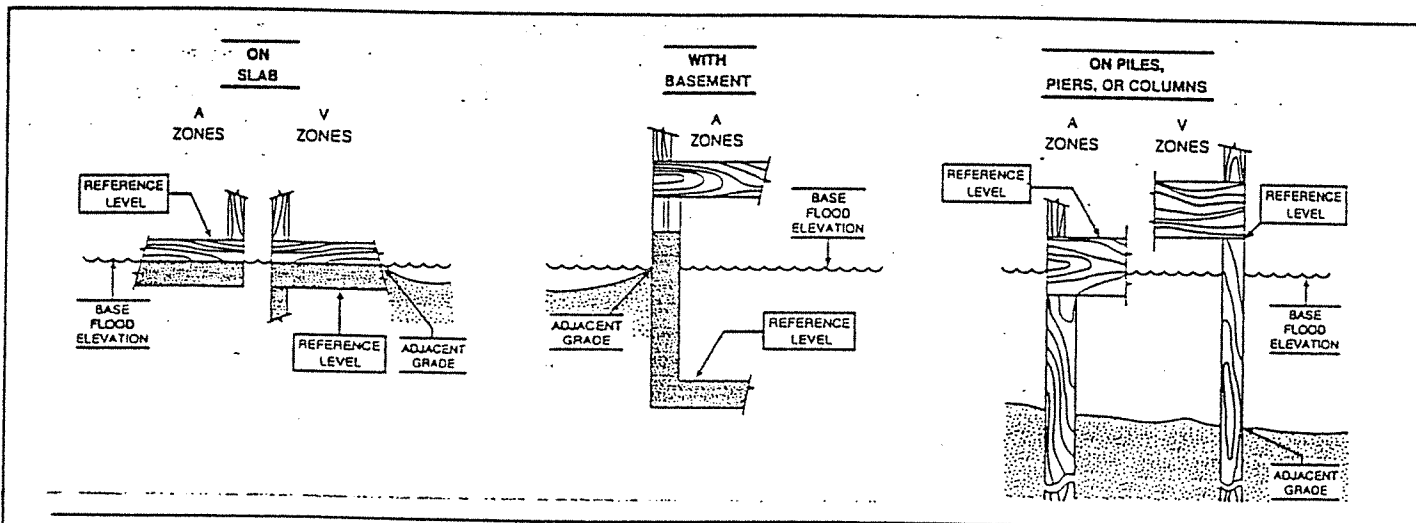 ON
SLAB
A
ZONES
V
ZONES
REFERENCE
LEVEL
BASE
FLOOD
ELEVATION
REFERENCE
LEVEL
ADJACENT
GRADE
WITH
BASEMENT
A
ZONES
BASE
FLOOD
ELEVATION
ADJACENT
GRADE
REFERENCE
LEVEL
ON PILES,
PIERS, OR COLUMNS
A
ZONES
V
ZONES
REFERENCE
LEVEL
REFERENCE
LEVEL
BASE
FLOOD
ELEVATION
ADJACENT
GRADE